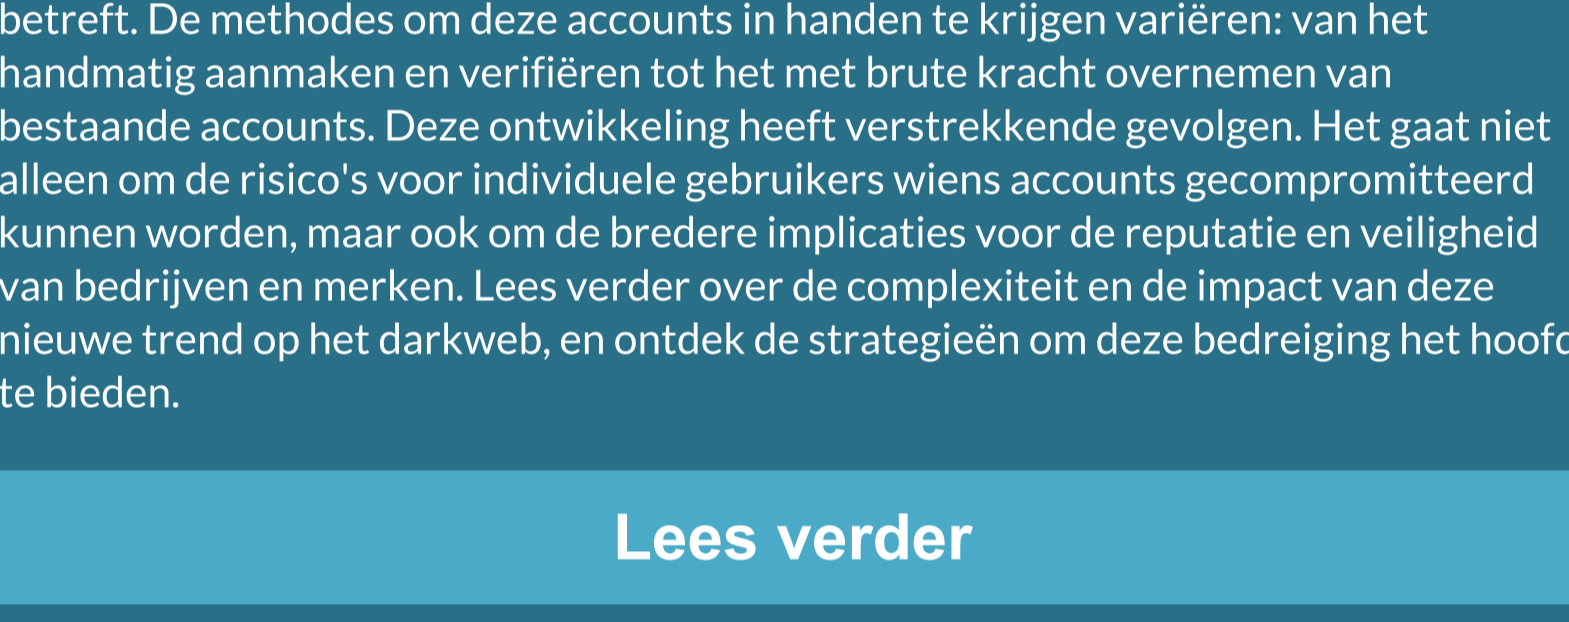 betreft. De methodes om deze accounts in handen te krijgen variëren: van het
handmatig aanmaken en verifiëren tot het met brute kracht overnemen van
bestaande accounts. Deze ontwikkeling heeft verstrekkende gevolgen. Het gaat niet
alleen om de risico's voor individuele gebruikers wiens accounts gecompromitteerd
kunnen worden, maar ook om de bredere implicaties voor de reputatie en veiligheid
van bedrijven en merken. Lees verder over de complexiteit en de impact van deze
nieuwe trend op het darkweb, en ontdek de strategieën om deze bedreiging het hoofd
te bieden.
Lees verder